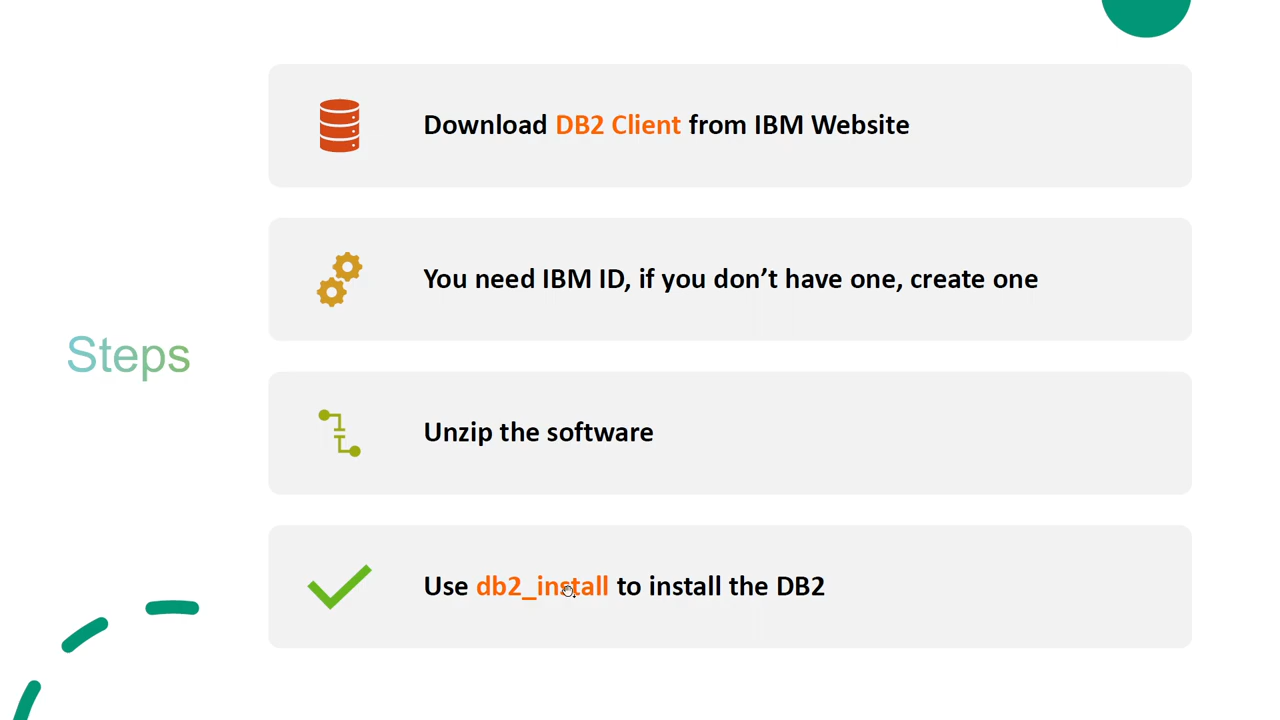 Steps
Download DB2 Client from IBM Website
You need IBM ID, if you don’t have one, create one
Unzip the software
Use db2_install to install the DB2